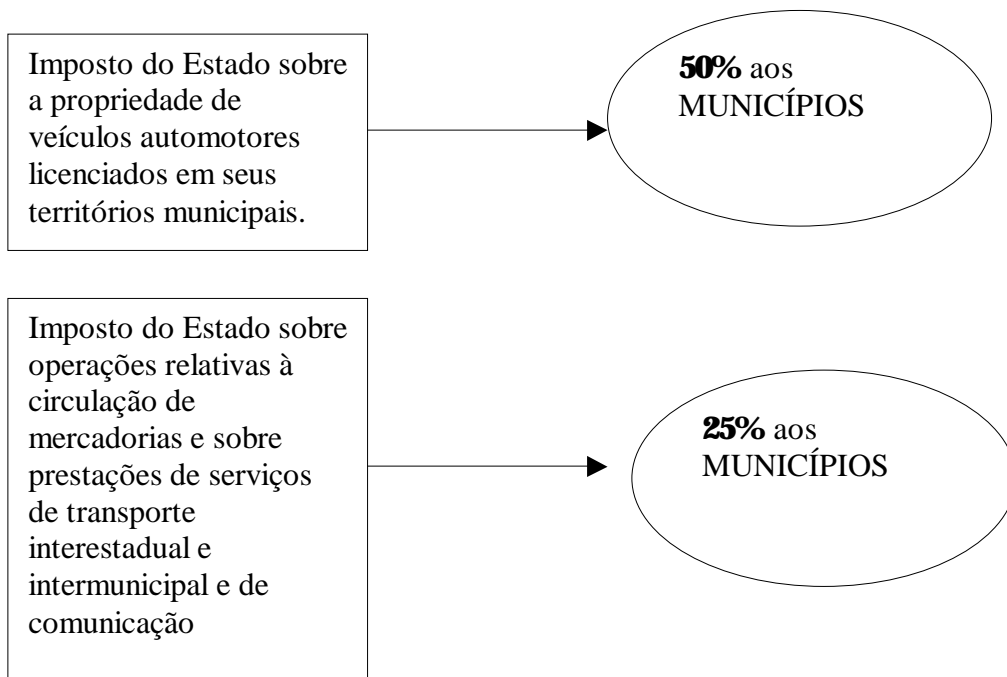 Imposto do Estado sobre
a propriedade de
veículos automotores
licenciados em seus
territórios municipais.
50% aos
MUNICÍPIOS
Imposto do Estado sobre
operações relativas à
circulação de
mercadorias e sobre
prestações de serviços
de transporte
interestadual e
intermunicipal e de
comunicação
25% aos
MUNICÍPIOS